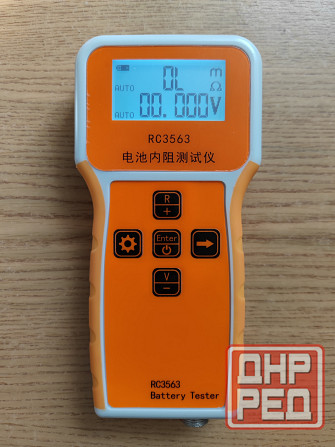 AUTO OL mΩ
AUTO 00.000V
RC3563
电池内阻测试仪
R
+
Enter
V
−
RC3563
Battery Tester
ДНР
РЕД